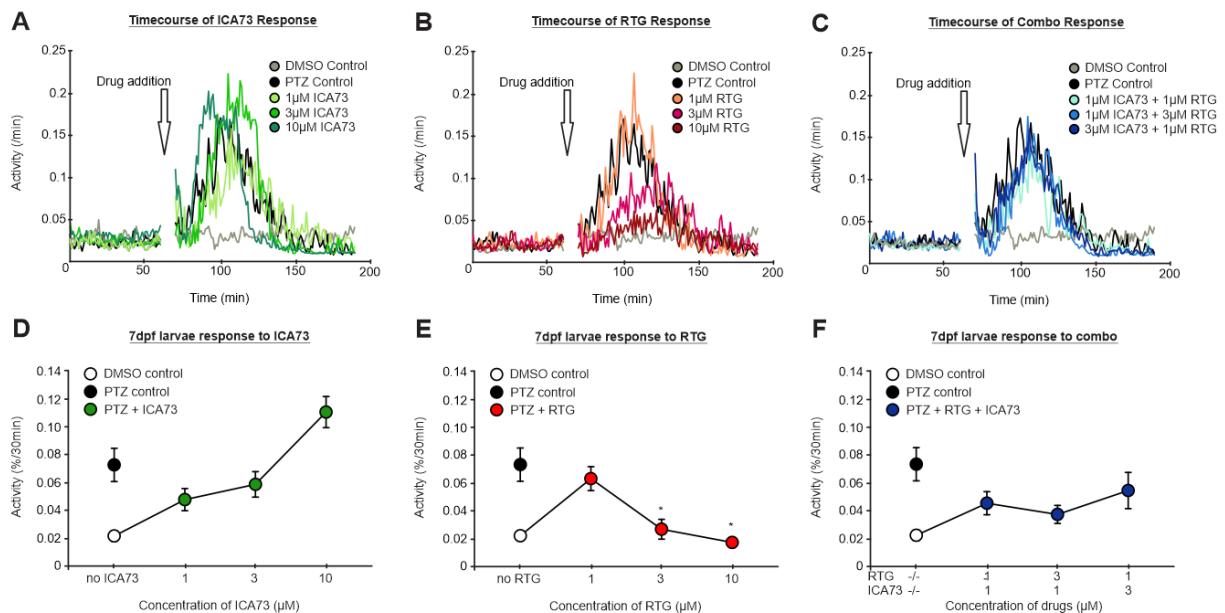 A
Timecourse of ICA73 Response
0.25
0.2
0.15
0.1
0.05
Activity (/min)
Drug addition
DMSO Control
PTZ Control
1μM ICA73
3μM ICA73
10μM ICA73
0
50
100
150
200
Time (min)
B
Timecourse of RTG Response
0.25
0.2
0.15
0.1
0.05
Activity (/min)
Drug addition
DMSO Control
PTZ Control
1μM RTG
3μM RTG
10μM RTG
0
50
100
150
200
Time (min)
C
Timecourse of Combo Response
0.25
0.2
0.15
0.1
0.05
Activity (/min)
Drug addition
DMSO Control
PTZ Control
1μM ICA73 + 1μM RTG
1μM ICA73 + 3μM RTG
3μM ICA73 + 1μM RTG
0
50
100
150
200
Time (min)
D
7dpf larvae response to ICA73
0.14
0.12
0.10
0.08
0.06
0.04
0.02
0
Activity (%/30min)
DMSO control
PTZ control
PTZ + ICA73
no ICA73
1
3
10
Concentration of ICA73 (μM)
E
7dpf larvae response to RTG
0.14
0.12
0.10
0.08
0.06
0.04
0.02
0
Activity (%/30min)
DMSO control
PTZ control
PTZ + RTG
*
*
no RTG
1
3
10
Concentration of RTG (μM)
F
7dpf larvae response to combo
0.14
0.12
0.10
0.08
0.06
0.04
0.02
0
Activity (%/30min)
DMSO control
PTZ control
PTZ + RTG + ICA73
RTG -/- 1 3 1
ICA73 -/- 1 1 3
Concentration of drugs (μM)